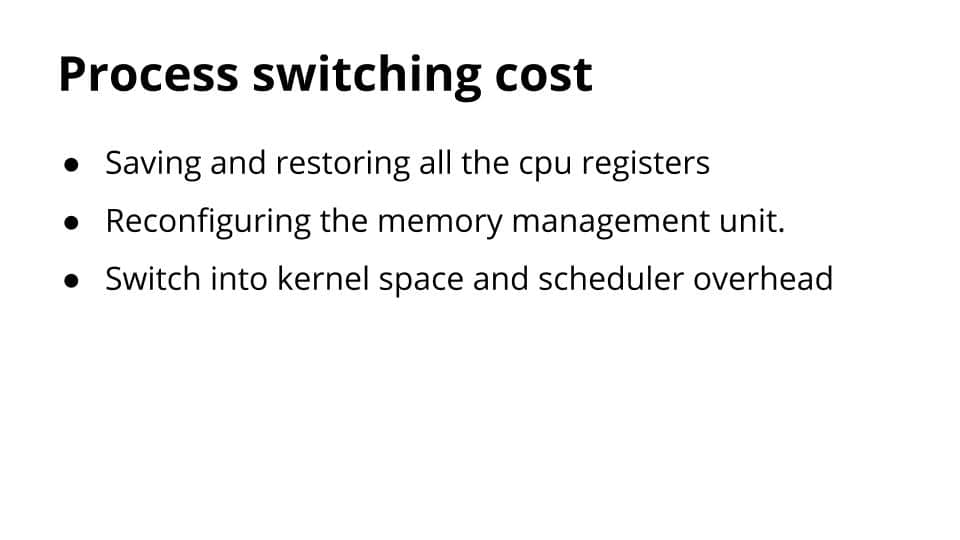 Process switching cost
● Saving and restoring all the cpu registers
● Reconfiguring the memory management unit.
● Switch into kernel space and scheduler overhead